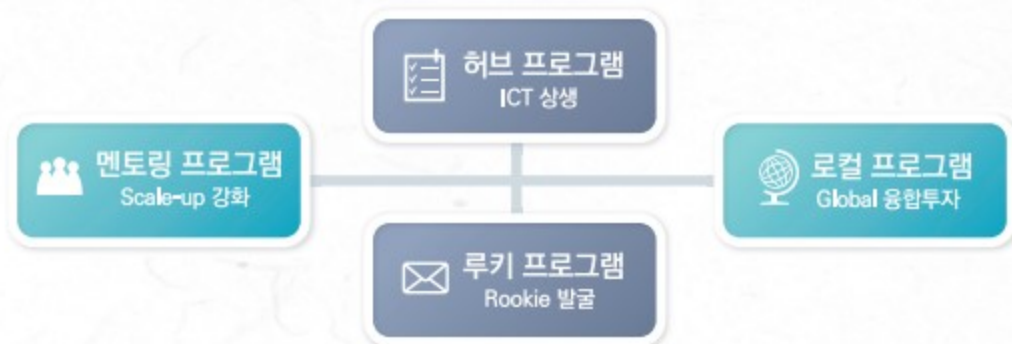 허브 프로그램
ICT 상생
멘토링 프로그램
Scale-up 강화
로컬 프로그램
Global 융합투자
루키 프로그램
Rookie 발굴